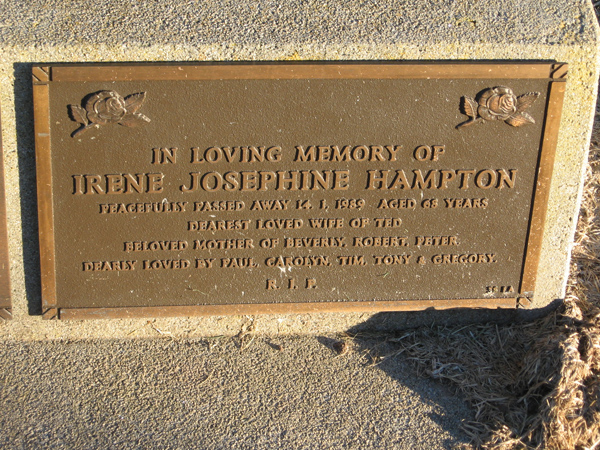 IN LOVING MEMORY OF
IRENE JOSEPHINE HAMPTON
PEACEFULLY PASSED AWAY 14. 1. 1989 AGED 68 YEARS
DEAREST LOVED WIFE OF TED
BELOVED MOTHER OF BEVERLY, ROBERT, PETER.
DEARLY LOVED BY PAUL, CAROLYN, TIM, TONY & GREGORY.
R. I. P.